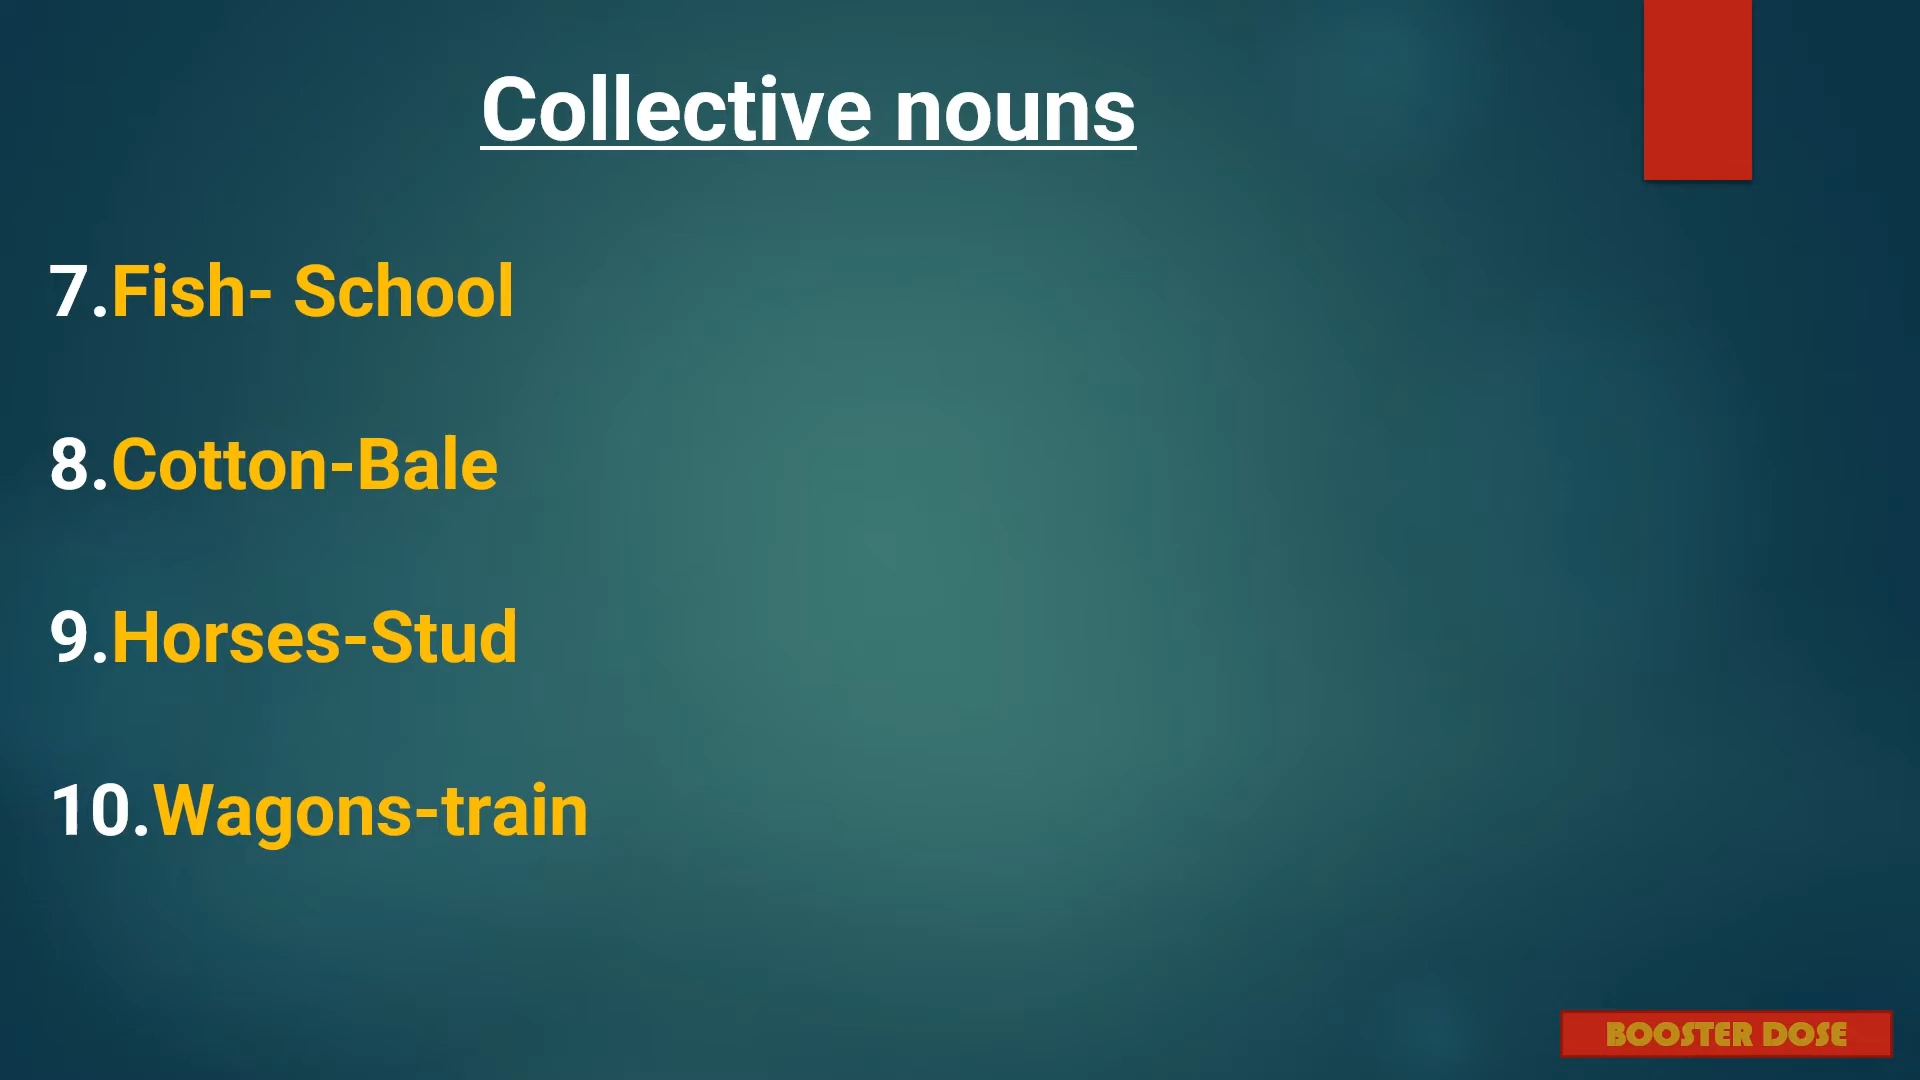 Collective nouns
7.Fish- School
8.Cotton-Bale
9.Horses-Stud
10.Wagons-train
BOOSTER DOSE